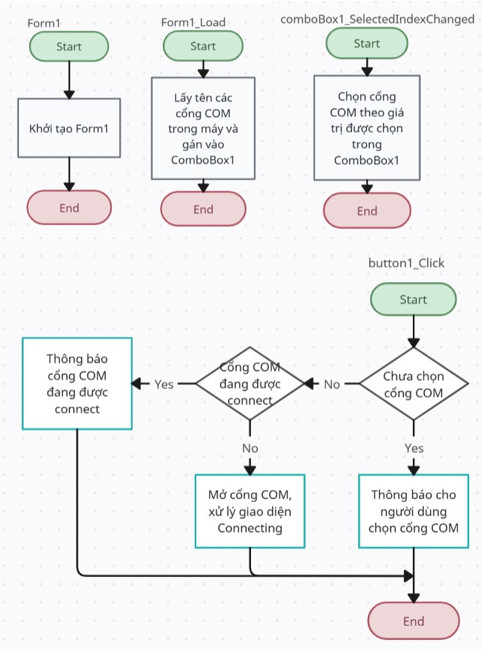 Form1
Start
Khởi tạo Form1
End
Form1_Load
Start
Lấy tên các
cổng COM
trong máy và
gán vào
ComboBox1
End
comboBox1_SelectedIndexChanged
Start
Chọn cổng
COM theo giá
trị được chọn
trong
ComboBox1
End
button1_Click
Start
Chưa chọn
cổng COM
No
Cổng COM
đang được
connect
Yes
Thông báo
cổng COM
đang được
connect
No
Mở cổng COM,
xử lý giao diện
Connecting
Yes
Thông báo cho
người dùng
chọn cổng COM
End